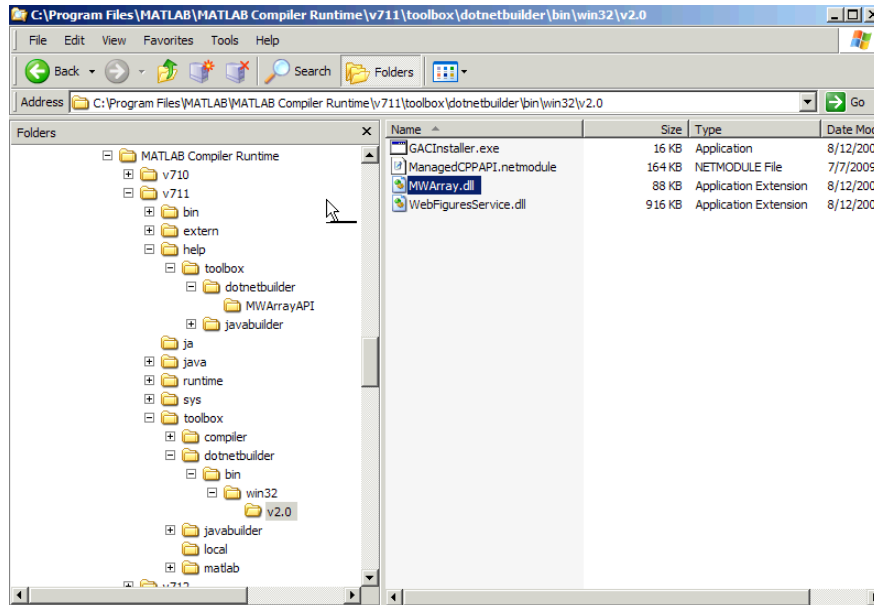 C:\Program Files\MATLAB\MATLAB Compiler Runtime\v711\toolbox\dotnetbuilder\bin\win32\v2.0
File Edit View Favorites Tools Help
Back Search Folders
Address C:\Program Files\MATLAB\MATLAB Compiler Runtime\v711\toolbox\dotnetbuilder\bin\win32\v2.0 Go
Folders x
MATLAB Compiler Runtime
v710
v711
bin
extern
help
toolbox
dotnetbuilder
MWArrayAPI
javabuilder
ja
java
runtime
sys
toolbox
compiler
dotnetbuilder
bin
win32
v2.0
javabuilder
local
matlab
v712
Name Size Type Date Mod
GACInstaller.exe 16 KB Application 8/12/200
ManagedCPPAPI.netmodule 164 KB NETMODULE File 7/7/2009
MWArray.dll 88 KB Application Extension 8/12/200
WebFiguresService.dll 916 KB Application Extension 8/12/200